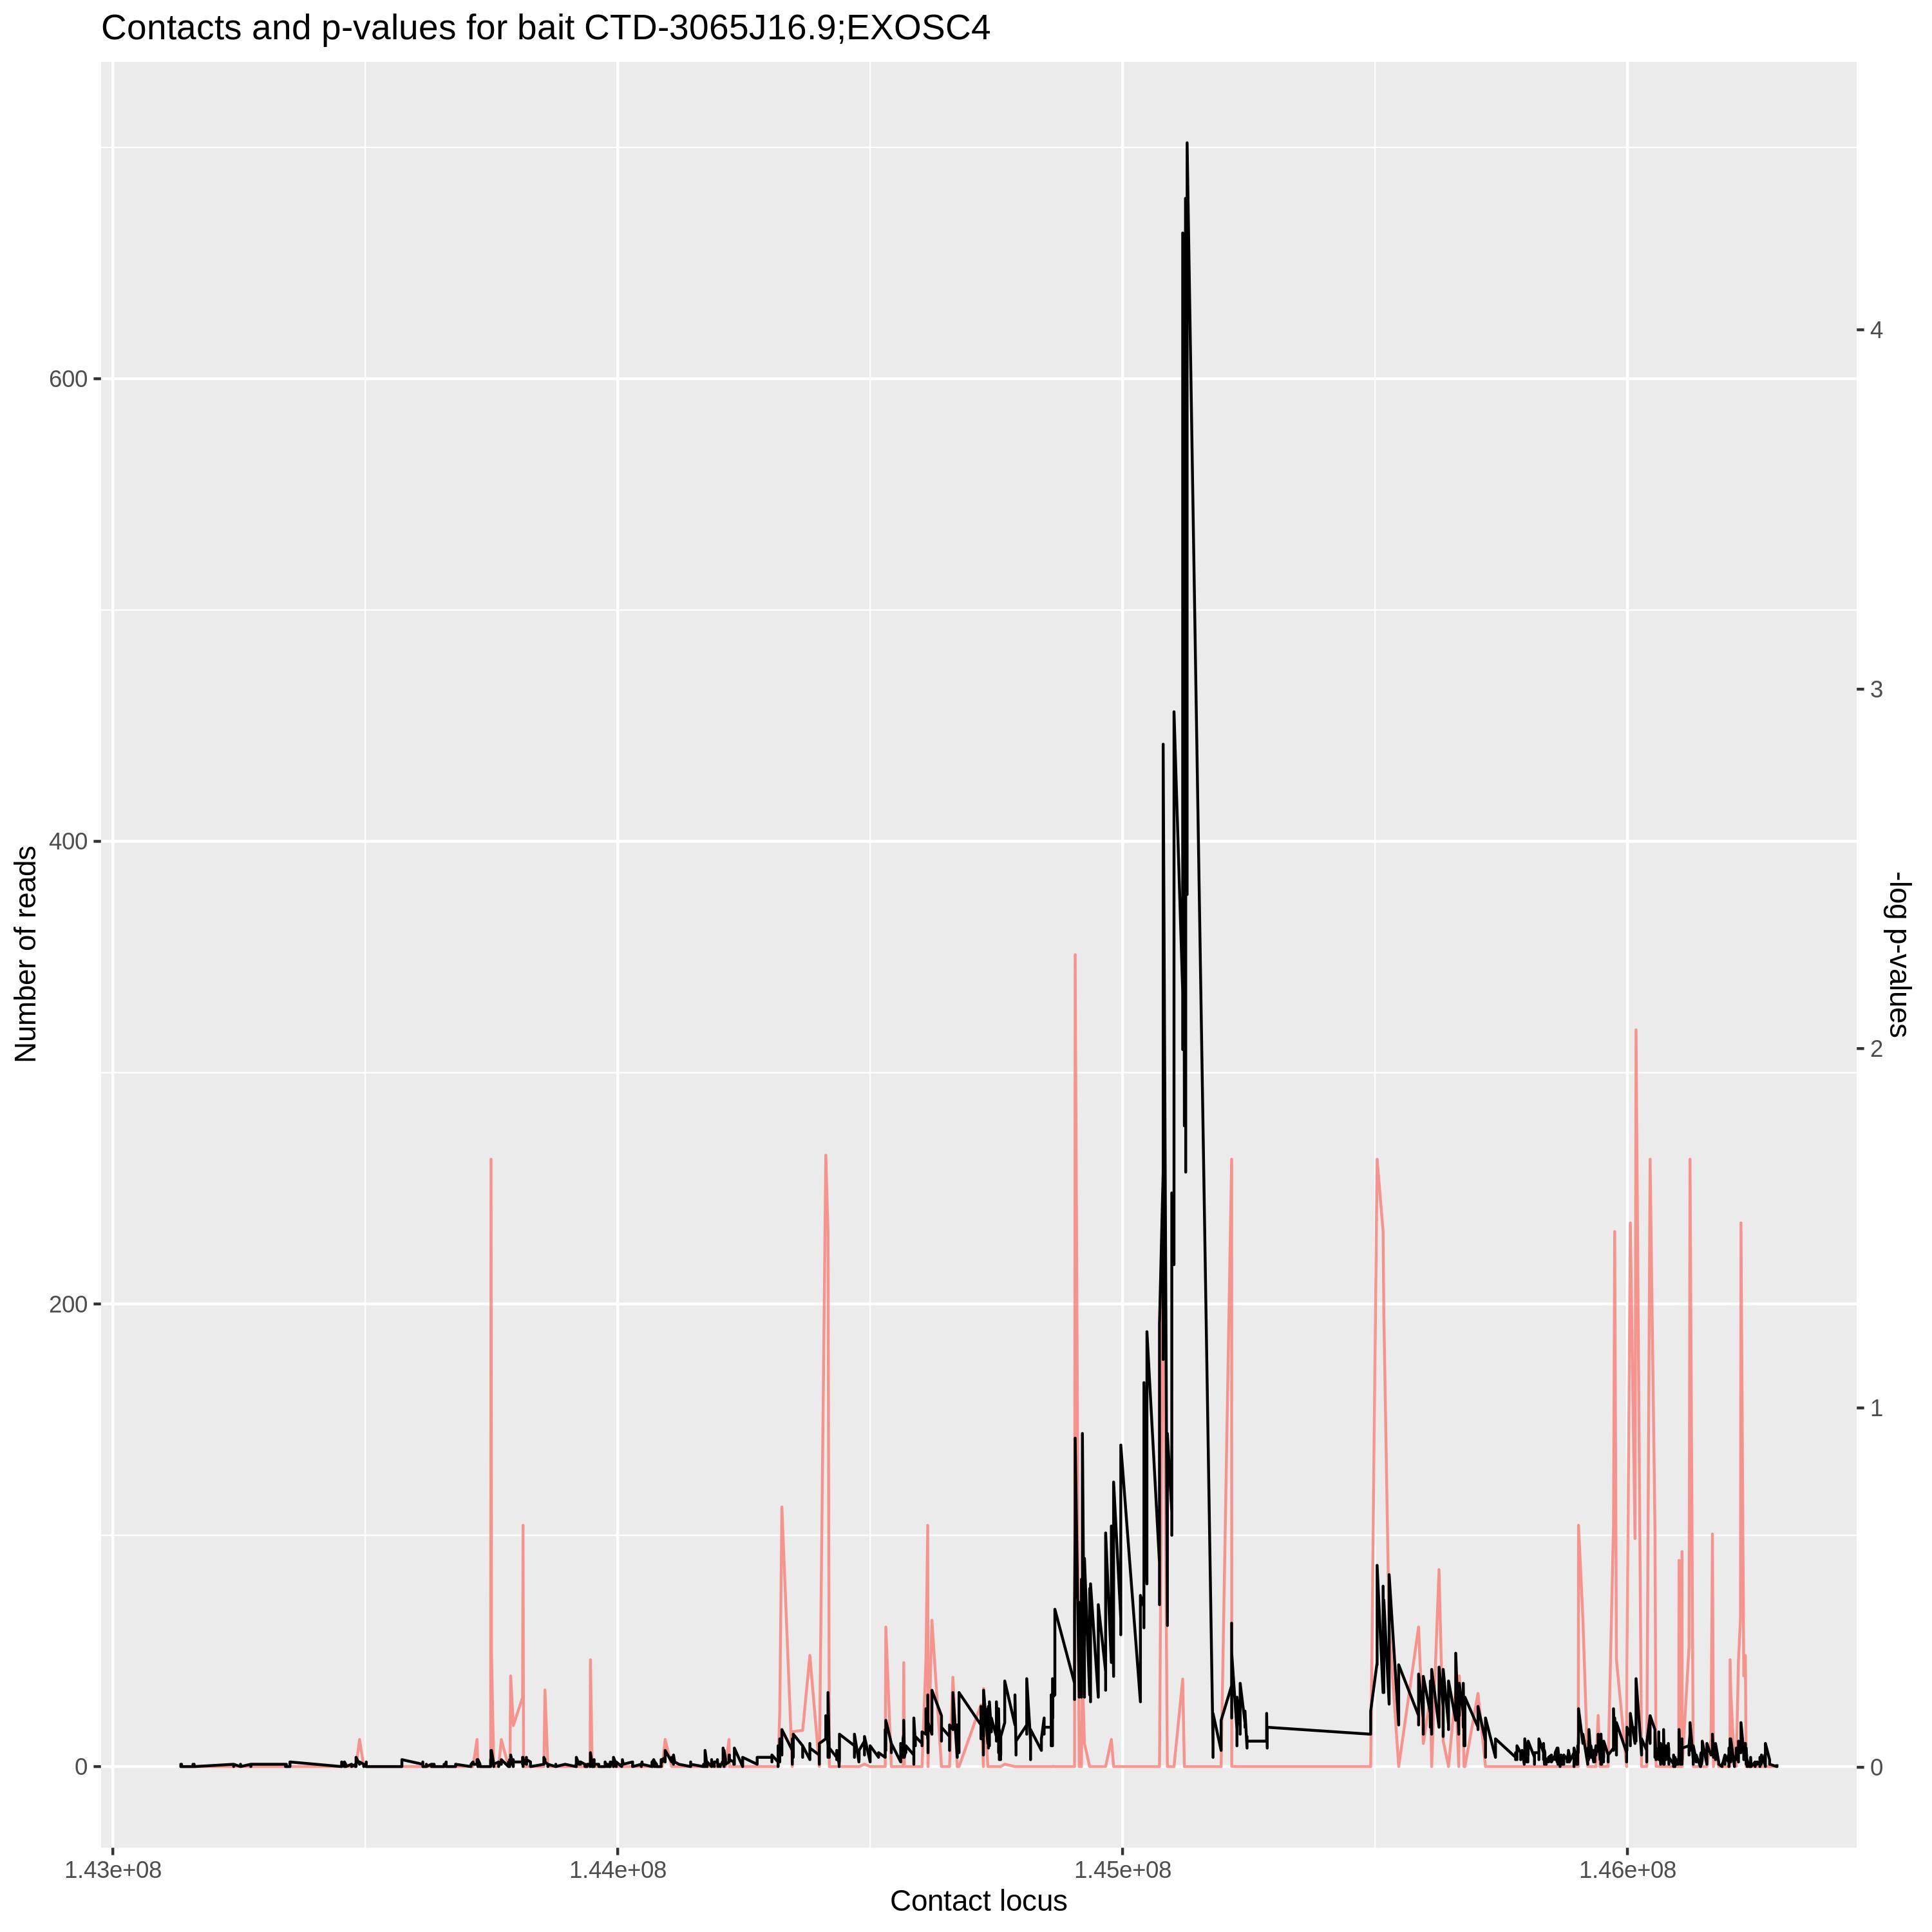 Contacts and p-values for bait CTD-3065J16.9;EXOSC4
600
400
200
0
Number of reads
4
3
2
1
0
-log p-values
1.43e+08 1.44e+08 1.45e+08 1.46e+08
Contact locus